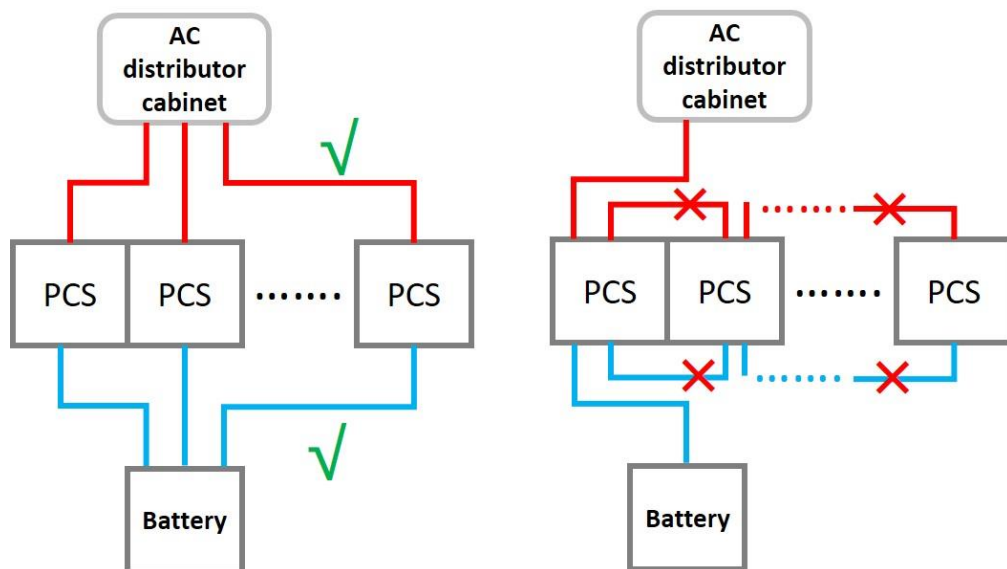 AC
distributor
cabinet
√
PCS
PCS
.......
PCS
√
Battery
AC
distributor
cabinet
PCS
PCS
.......
PCS
Battery